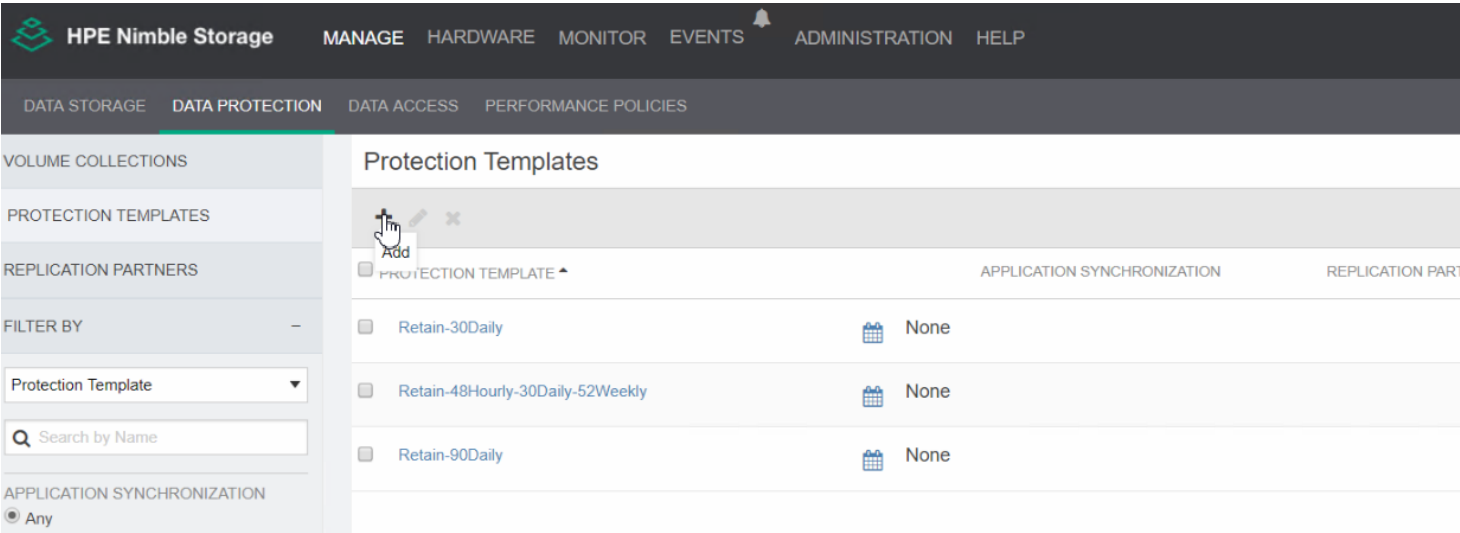 HPE Nimble Storage MANAGE HARDWARE MONITOR EVENTS ADMINISTRATION HELP
DATA STORAGE DATA PROTECTION DATA ACCESS PERFORMANCE POLICIES
VOLUME COLLECTIONS
PROTECTION TEMPLATES
REPLICATION PARTNERS
FILTER BY
Protection Template
Search by Name
APPLICATION SYNCHRONIZATION
Any
Protection Templates
Add
PROTECTION TEMPLATE APPLICATION SYNCHRONIZATION REPLICATION PART
Retain-30Daily None
Retain-48Hourly-30Daily-52Weekly None
Retain-90Daily None